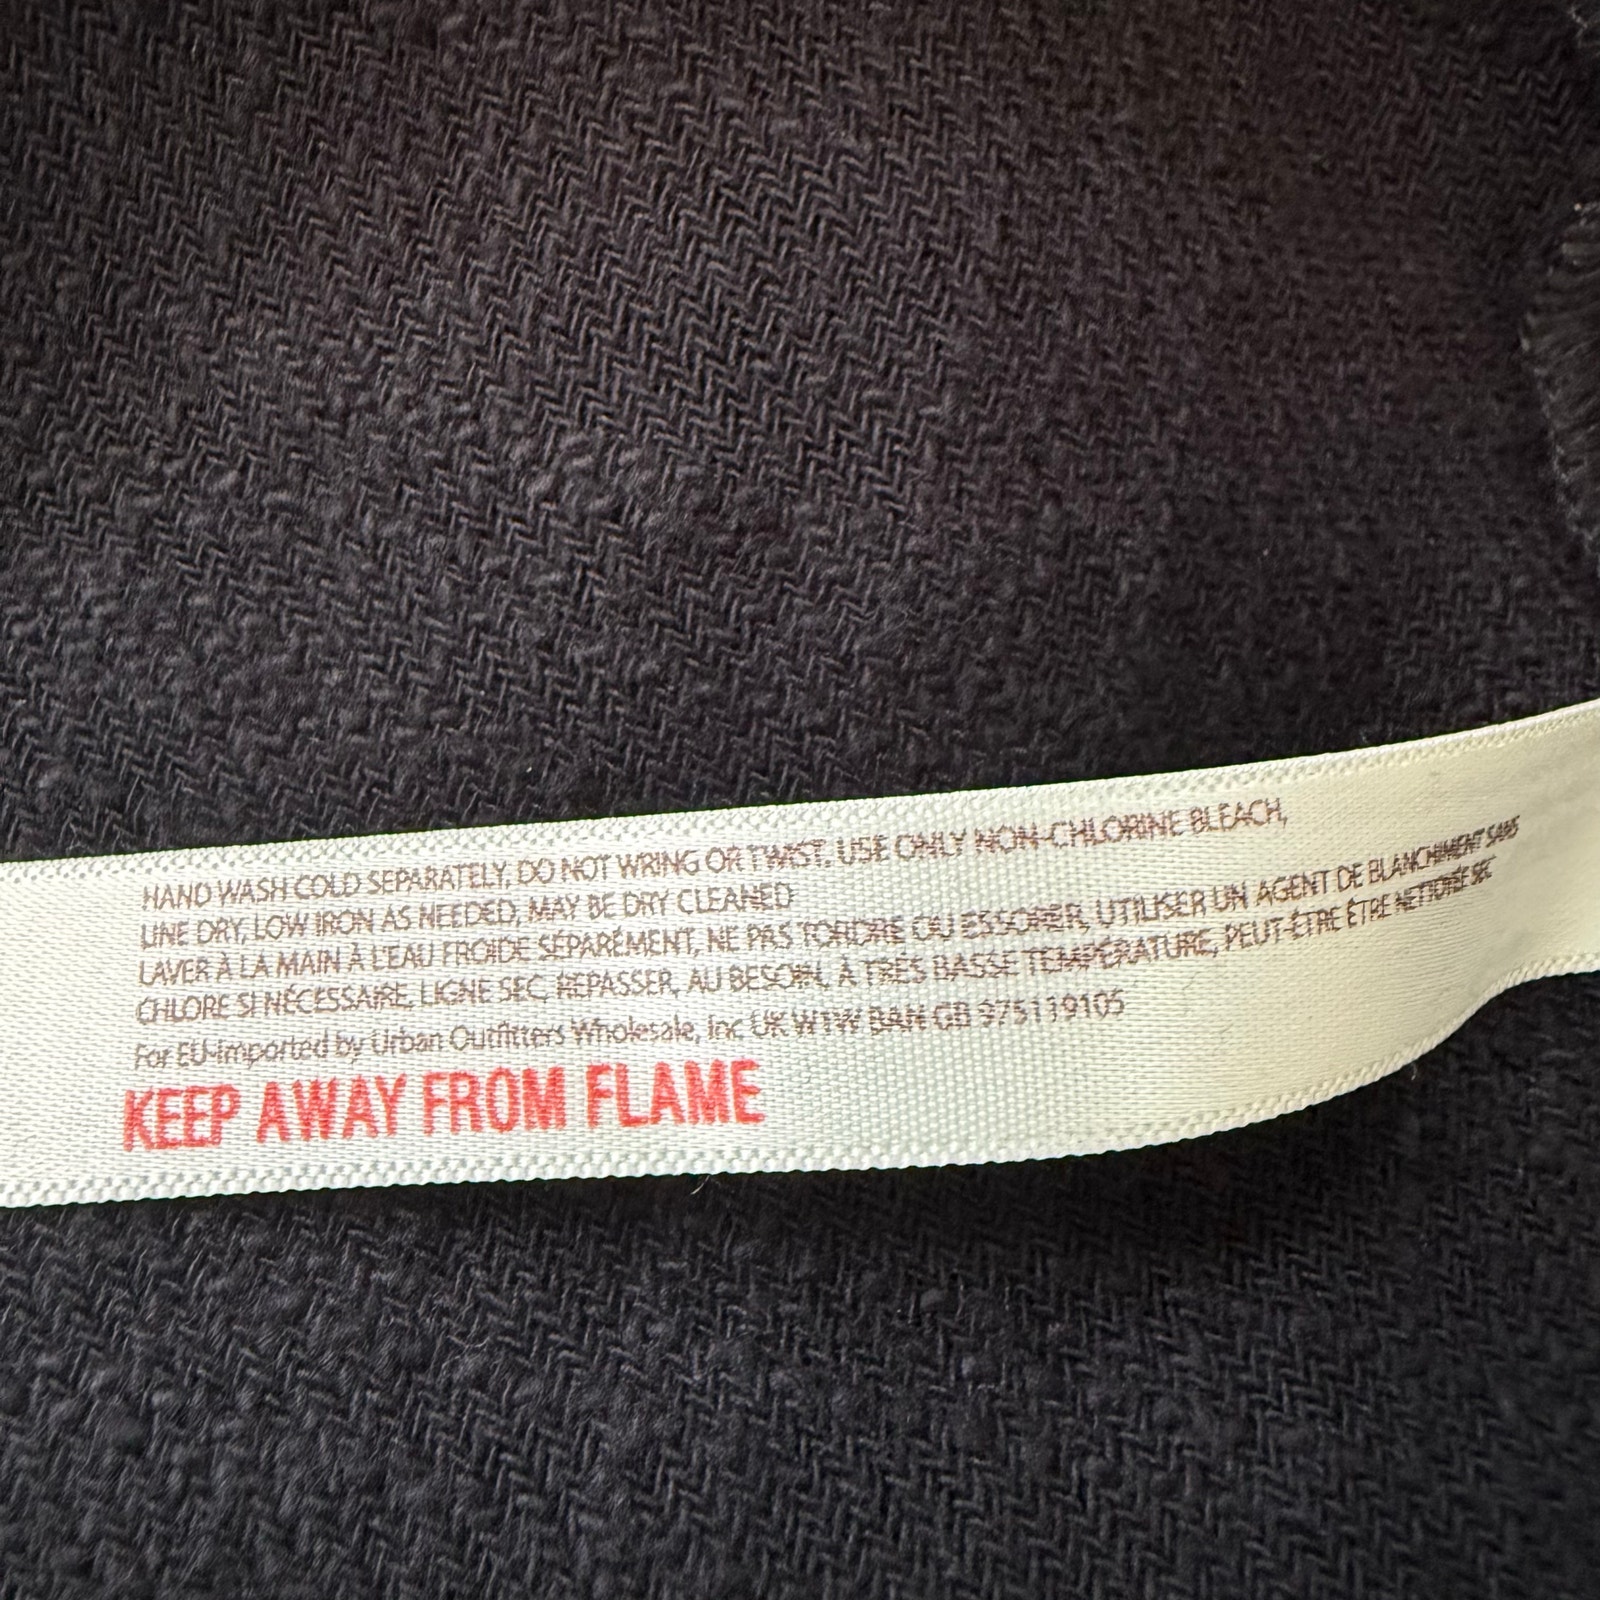 HAND WASH COLD SEPARATELY, DO NOT WRING OR TWIST, USE ONLY NON-CHLORINE BLEACH,
LINE DRY, LOW IRON AS NEEDED, MAY BE DRY CLEANED
LAVER À LA MAIN À L'EAU FROIDE SÉPARÉMENT, NE PAS TORDRE OU ESSORER, UTILISER UN AGENT DE BLANCHIMENT SANS
CHLORE SI NÉCESSAIRE, LIGNE SEC, REPASSER, AU BESOIN, À TRÈS BASSE TEMPÉRATURE, PEUT-ÊTRE ÊTRE NETTOYÉE SEC
For EU-Imported by Urban Outfitters Wholesale, Inc UK W1W 8AN GB 975119105
KEEP AWAY FROM FLAME